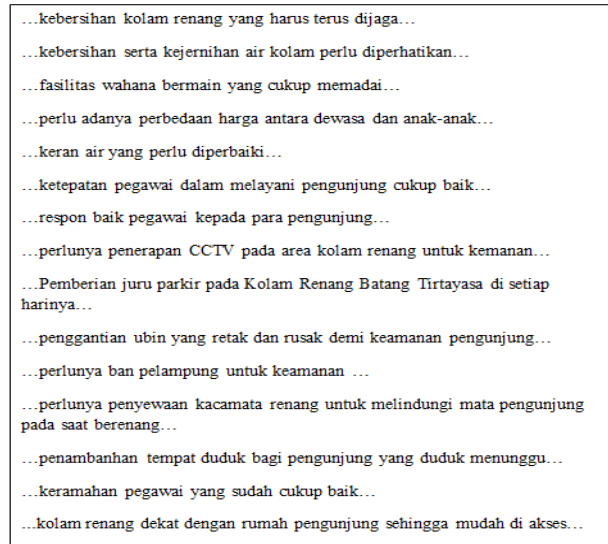 …kebersihan kolam renang yang harus terus dijaga…
…kebersihan serta kejernihan air kolam perlu diperhatikan…
…fasilitas wahana bermain yang cukup memadai…
…perlu adanya perbedaan harga antara dewasa dan anak-anak…
…keran air yang perlu diperbaiki…
…ketepatan pegawai dalam melayani pengunjung cukup baik…
…respon baik pegawai kepada para pengunjung…
…perlunya penerapan CCTV pada area kolam renang untuk kemanan…
…Pemberian juru parkir pada Kolam Renang Batang Tirtayasa di setiap
harinya…
…penggantian ubin yang retak dan rusak demi keamanan pengunjung…
…perlunya ban pelampung untuk keamanan …
…perlunya penyewaan kacamata renang untuk melindungi mata pengunjung
pada saat berenang…
…penambanhan tempat duduk bagi pengunjung yang duduk menunggu…
…keramahan pegawai yang sudah cukup baik…
…kolam renang dekat dengan rumah pengunjung sehingga mudah di akses…